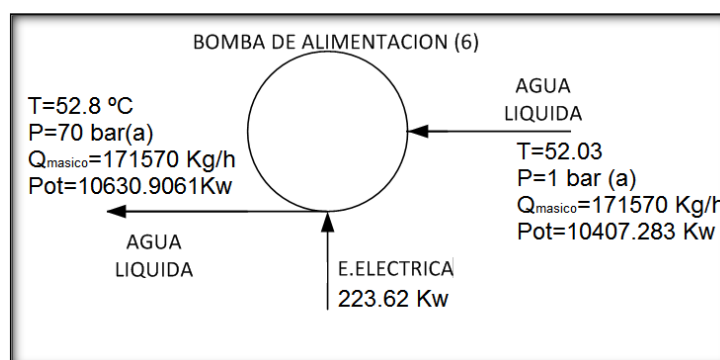 BOMBA DE ALIMENTACION (6)
T=52.8 ºC
P=70 bar(a)
Qmasico=171570 Kg/h
Pot=10630.9061Kw
AGUA
LIQUIDA
AGUA
LIQUIDA
T=52.03
P=1 bar (a)
Qmasico=171570 Kg/h
Pot=10407.283 Kw
E.ELECTRICA
223.62 Kw